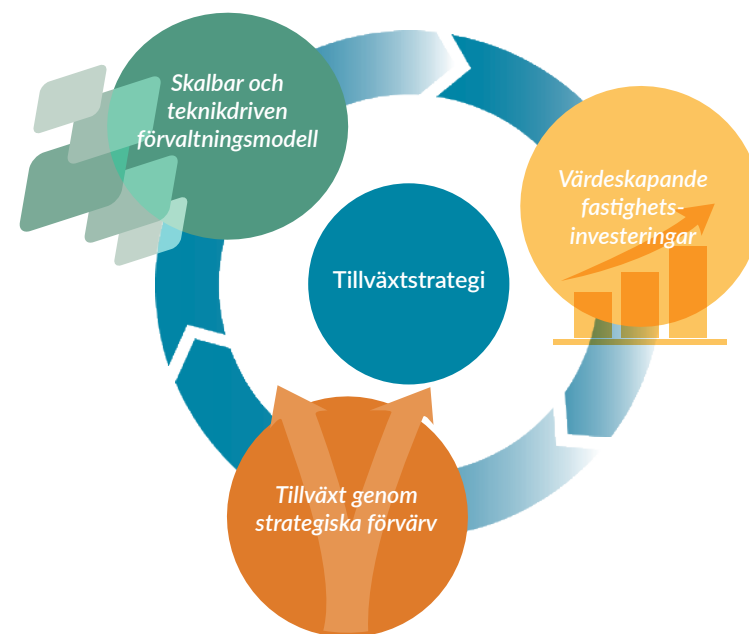 Skalbar och
teknikdriven
förvaltningsmodell
Värdeskapande
fastighets-
investeringar
Tillväxtstrategi
Tillväxt genom
strategiska förvärv